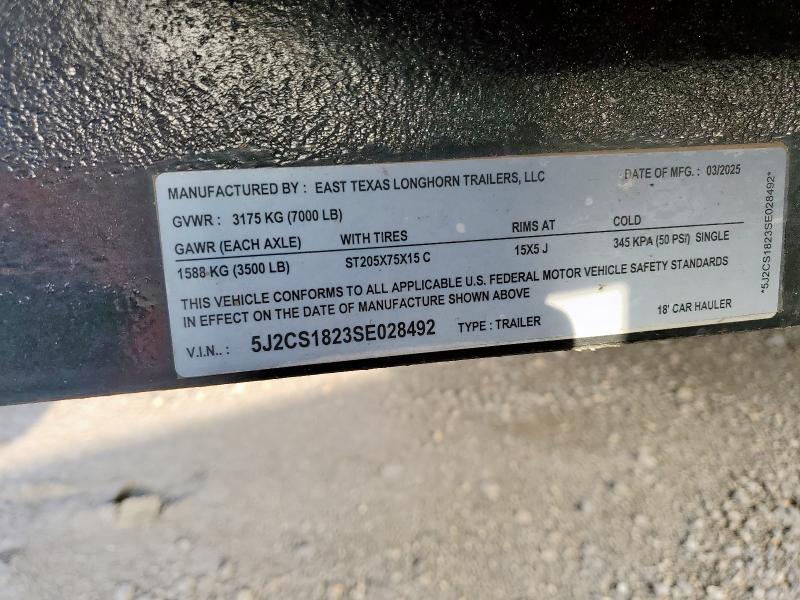 MANUFACTURED BY : EAST TEXAS LONGHORN TRAILERS, LLC DATE OF MFG. : 03/2025
GVWR : 3175 KG (7000 LB)
GAWR (EACH AXLE) WITH TIRES RIMS AT COLD
1588 KG (3500 LB) ST205X75X15 C 15X5 J 345 KPA (50 PSI) SINGLE
THIS VEHICLE CONFORMS TO ALL APPLICABLE U.S. FEDERAL MOTOR VEHICLE SAFETY STANDARDS
IN EFFECT ON THE DATE OF MANUFACTURE SHOWN ABOVE
V.I.N.. : 5J2CS1823SE028492 TYPE : TRAILER 18' CAR HAULER
*5J2CS1823SE028492*